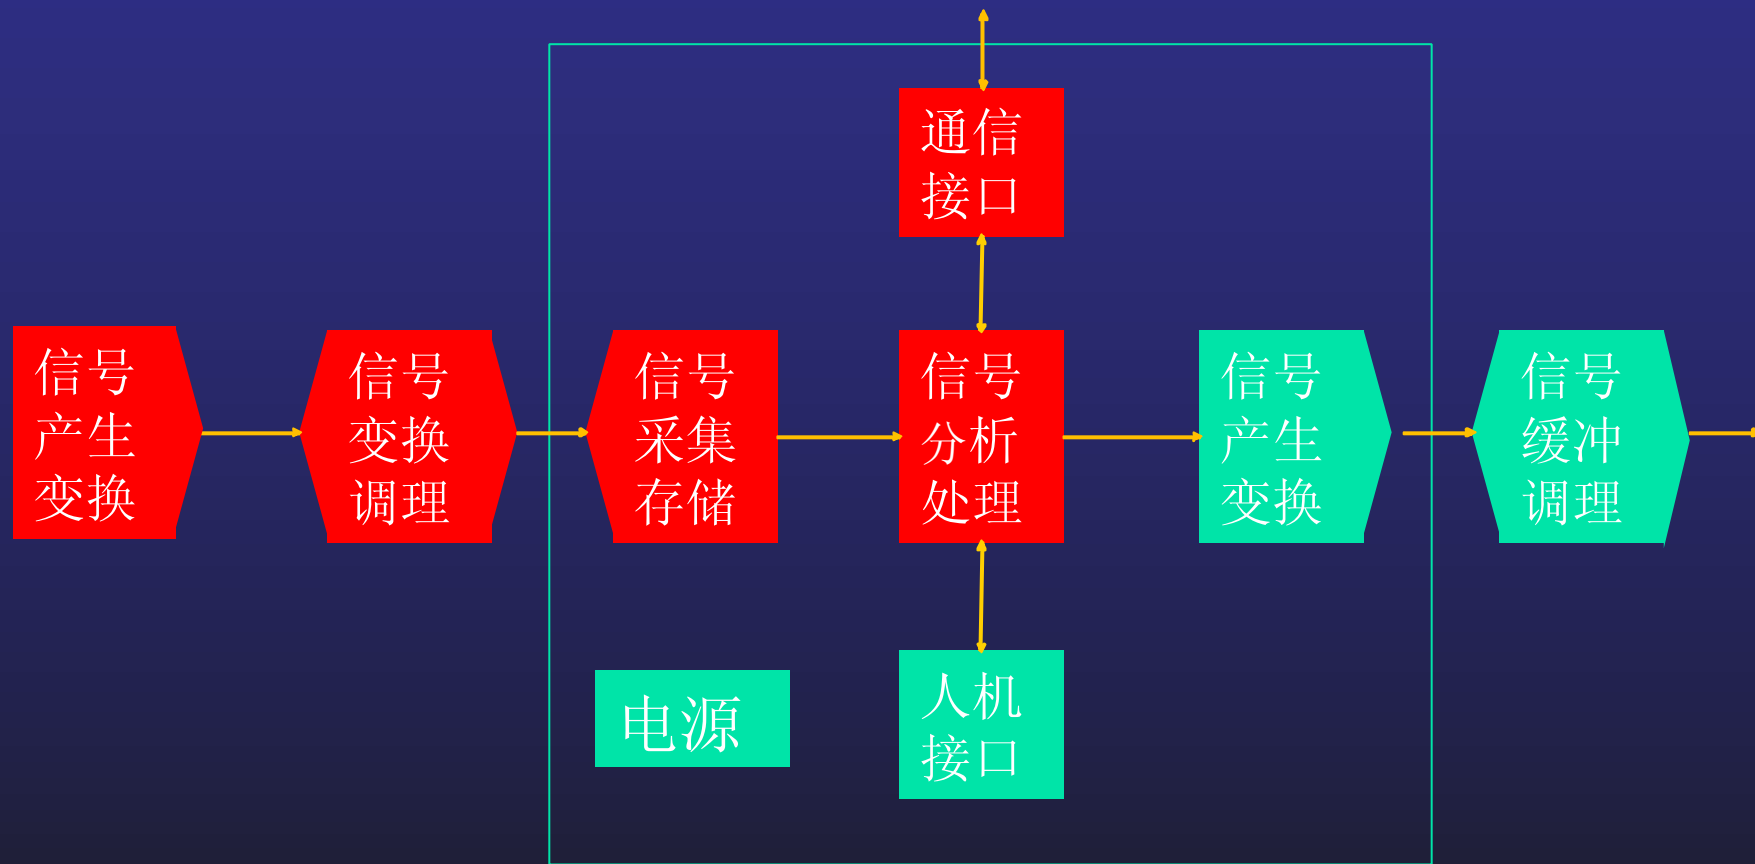 通信
接口
信号
产生
变换
信号
变换
调理
信号
采集
存储
信号
分析
处理
信号
产生
变换
信号
缓冲
调理
电源
人机
接口